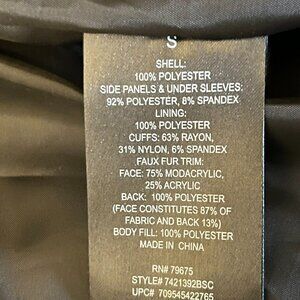 S
SHELL:
100% POLYESTER
SIDE PANELS & UNDER SLEEVES:
92% POLYESTER, 8% SPANDEX
LINING:
100% POLYESTER
CUFFS: 63% RAYON,
31% NYLON, 6% SPANDEX
FAUX FUR TRIM:
FACE: 75% MODACRYLIC,
25% ACRYLIC
BACK: 100% POLYESTER
(FACE CONSTITUTES 87% OF
FABRIC AND BACK 13%)
BODY FILL: 100% POLYESTER
MADE IN CHINA
RN# 79675
STYLE# 7421392BSC
UPC# 709545422765